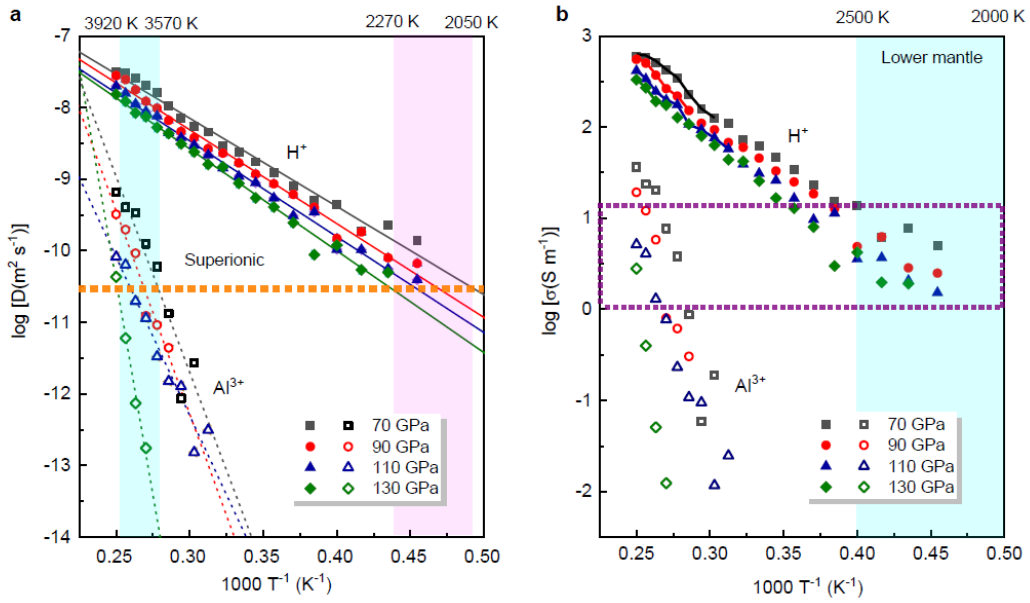 a
3920 K 3570 K 2270 K 2050 K
-7
-8
-9
-10
-11
-12
-13
-14
log [D(m² s⁻¹)]
H⁺
Superionic
Al³⁺
70 GPa
90 GPa
110 GPa
130 GPa
0.25 0.30 0.35 0.40 0.45 0.50
1000 T⁻¹ (K⁻¹)
b
2500 K 2000 K
3
2
1
0
-1
-2
log [σ(S m⁻¹)]
Lower mantle
H⁺
Al³⁺
70 GPa
90 GPa
110 GPa
130 GPa
0.25 0.30 0.35 0.40 0.45 0.50
1000 T⁻¹ (K⁻¹)